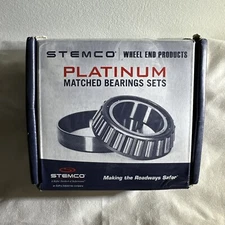 STEMCO® WHEEL END PRODUCTS
PLATINUM
MATCHED BEARINGS SETS
STEMCO®
Making the Roadways Safer